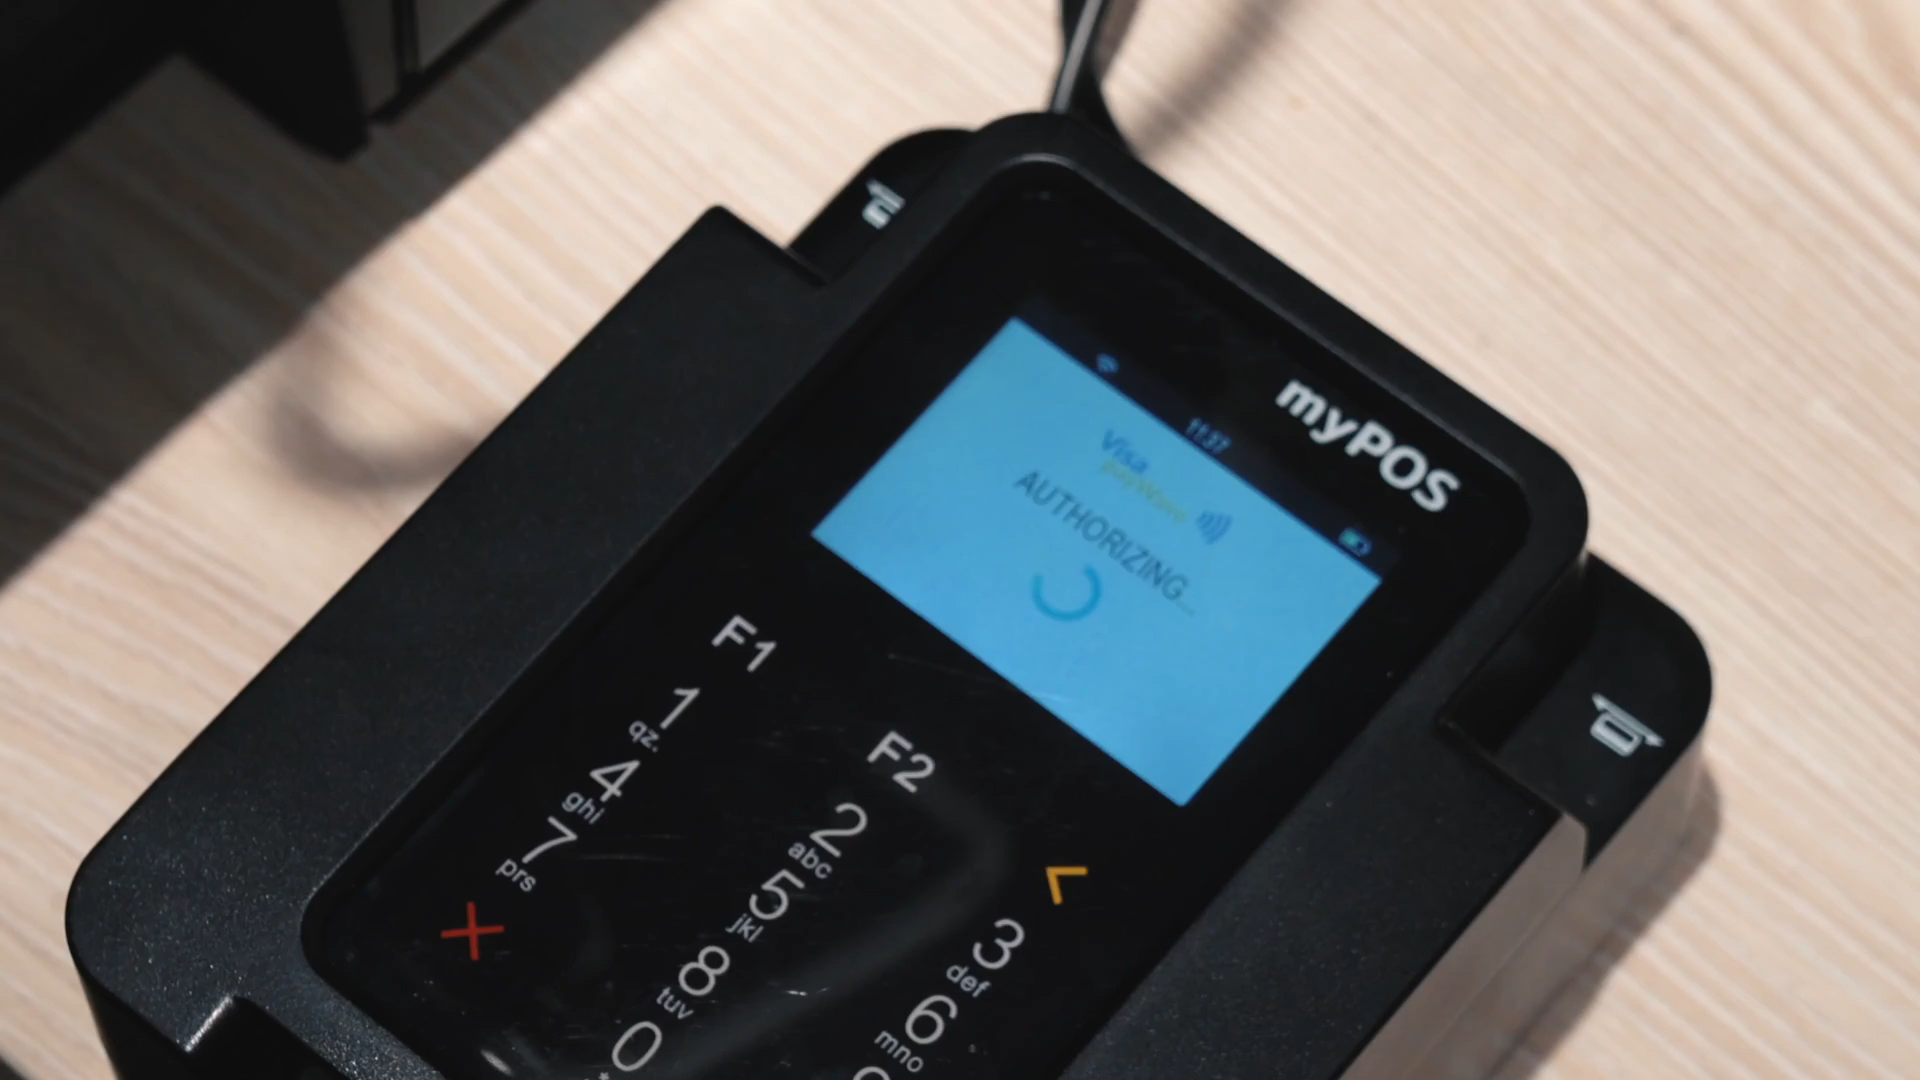 myPOS
11:37
Visa
payWave
AUTHORIZING...
F1
F2
<
1
qz.
2
abc
3
def
4
ghi
5
jkl
6
mno
7
prs
8
tuv
0